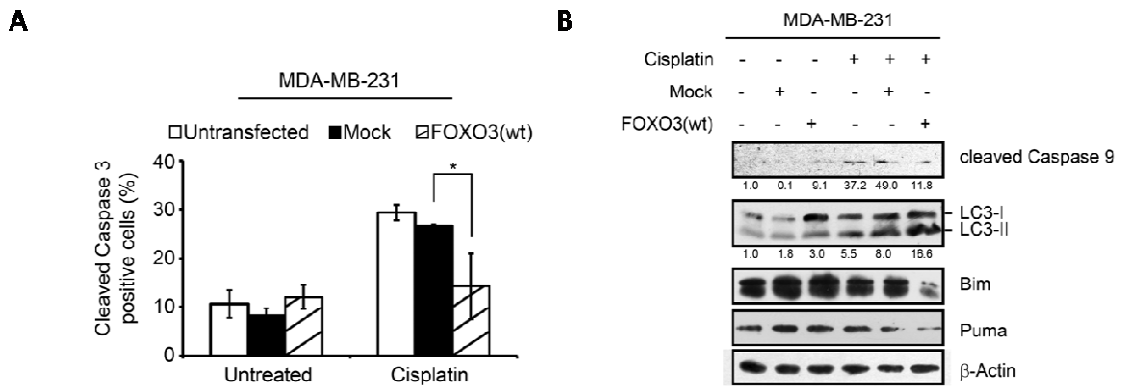 A
MDA-MB-231
Untransfected Mock FOXO3(wt)
Cleaved Caspase 3
positive cells (%)
40
30
20
10
0
*
Untreated Cisplatin
B
MDA-MB-231
Cisplatin - - - + + +
Mock - + - - + -
FOXO3(wt) - - + - - +
cleaved Caspase 9
1.0 0.1 9.1 37.2 49.0 11.8
LC3-I
LC3-II
1.0 1.8 3.0 5.5 8.0 15.6
Bim
Puma
β-Actin